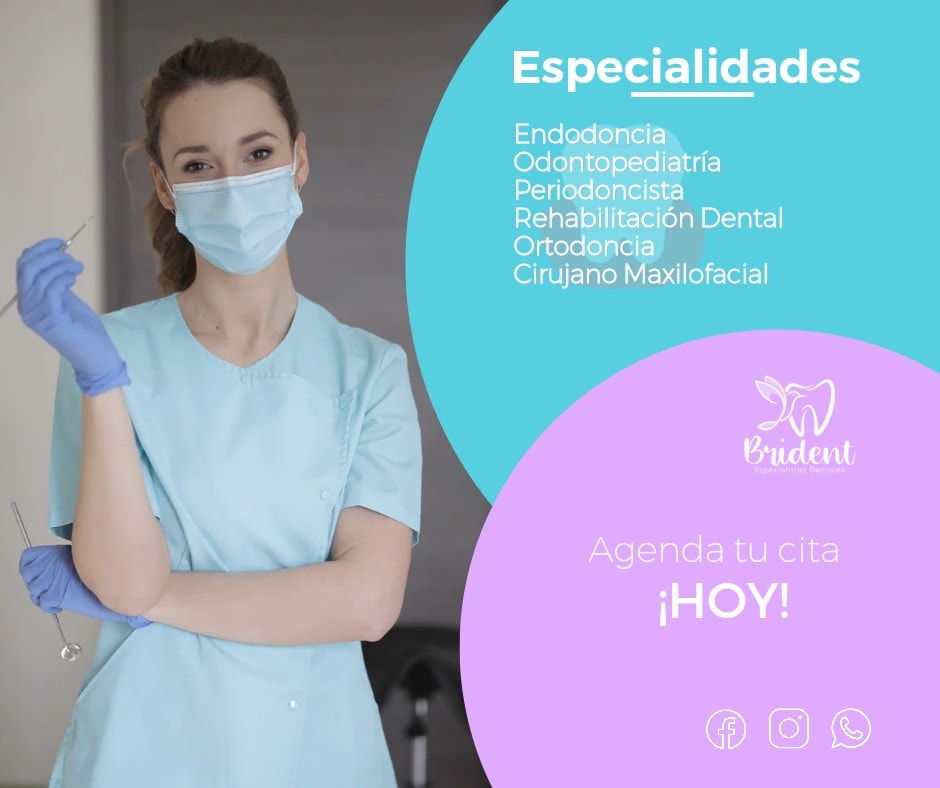 Especialidades
Endodoncia
Odontopediatría
Periodoncista
Rehabilitación Dental
Ortodoncia
Cirujano Maxilofacial
Brident
Especialistas Dentales
Agenda tu cita
¡HOY!